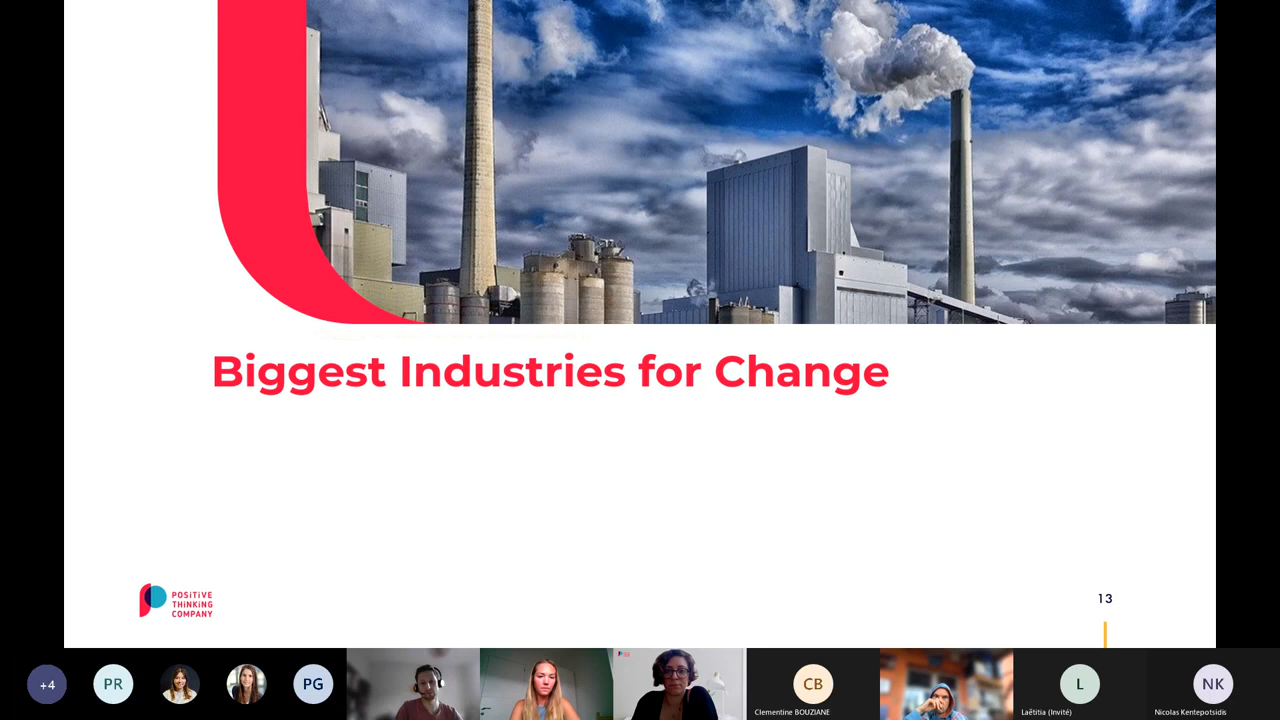 Biggest Industries for Change
POSITIVE
THINKING
COMPANY
13
+4
PR
PG
CB
Clementine BOUZIANE
L
Laëtitia (Invité)
NK
Nicolas Kentepotsidis